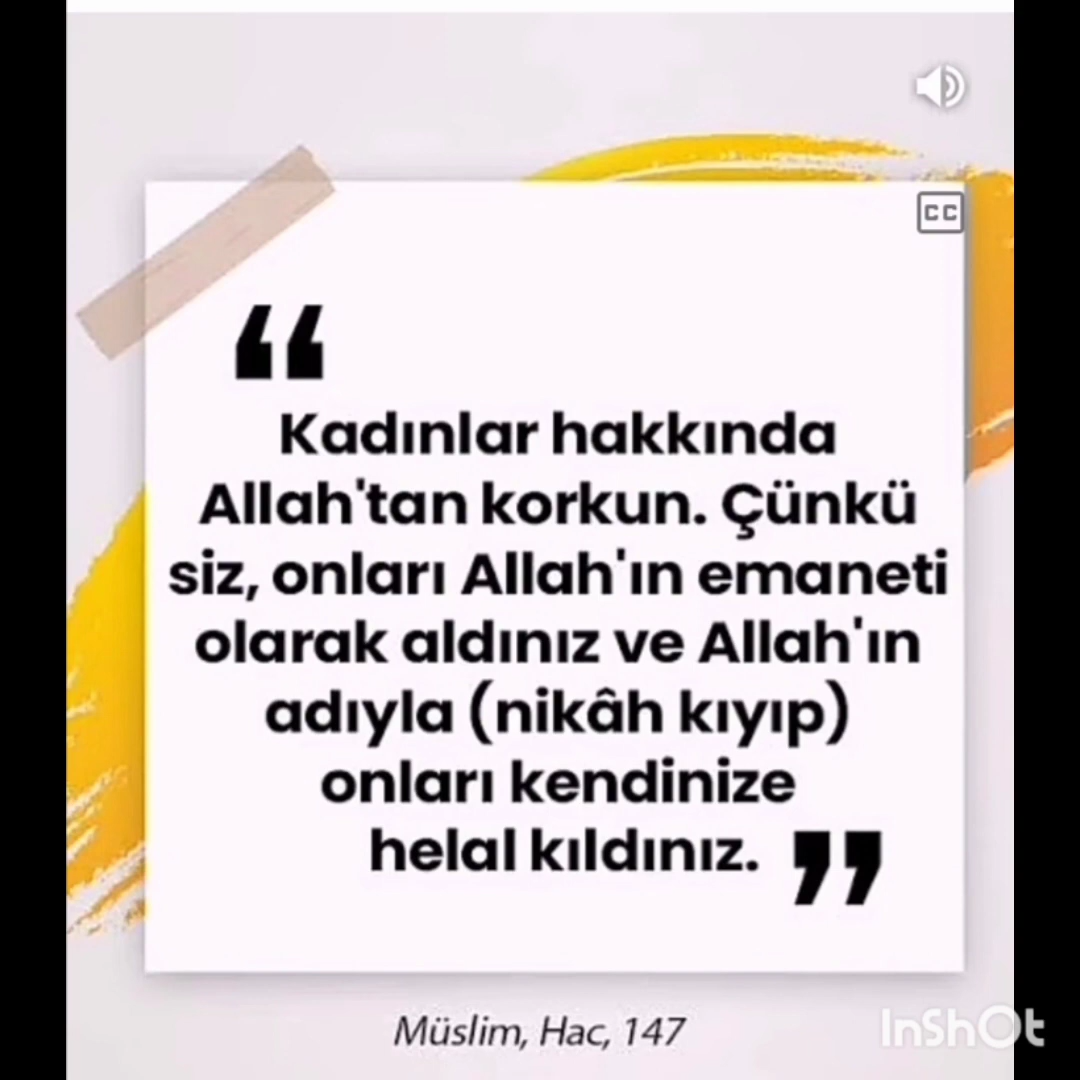 CC
“
Kadınlar hakkında
Allah'tan korkun. Çünkü
siz, onları Allah'ın emaneti
olarak aldınız ve Allah'ın
adıyla (nikâh kıyıp)
onları kendinize
helal kıldınız. ”
Müslim, Hac, 147
InShOt